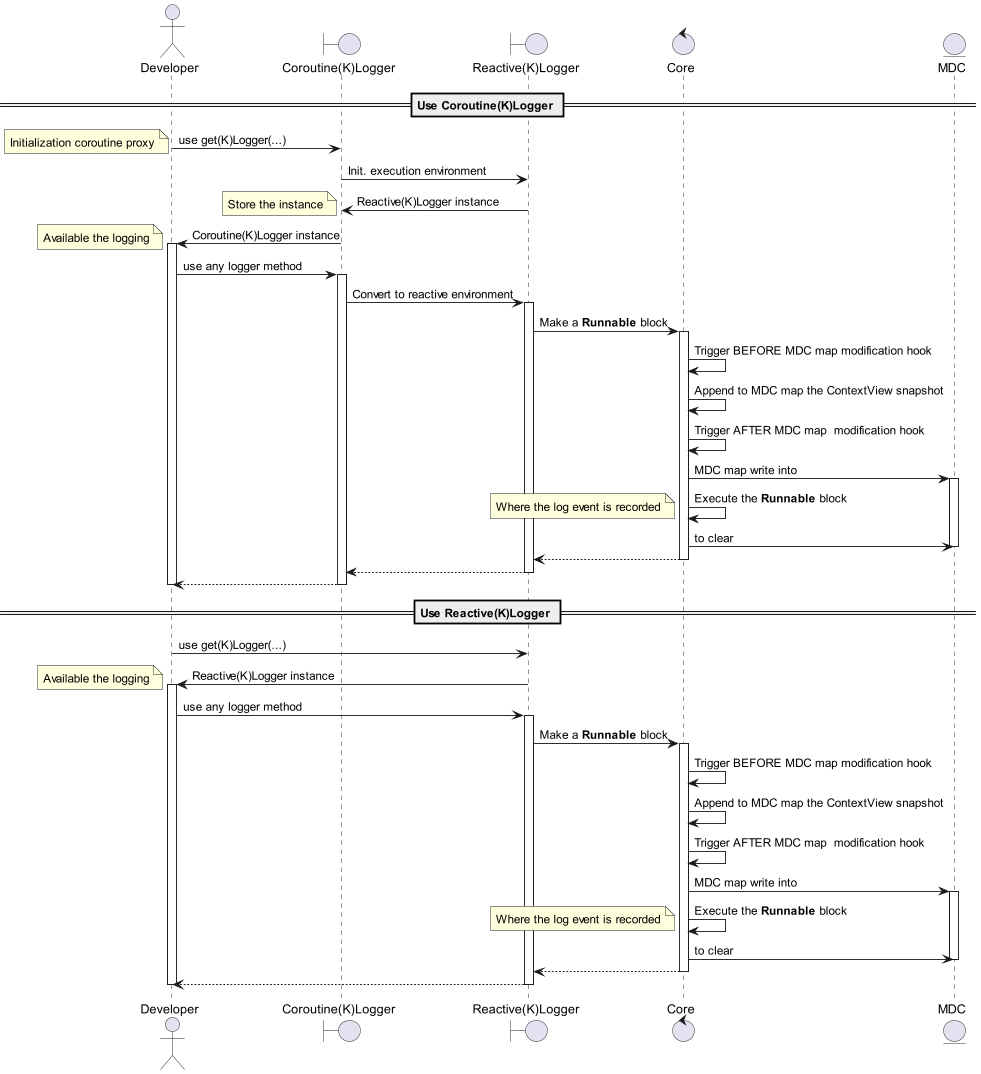 Developer
Coroutine(K)Logger
Reactive(K)Logger
Core
MDC
Use Coroutine(K)Logger
Initialization coroutine proxy
use get(K)Logger(...)
Init. execution environment
Store the instance
Reactive(K)Logger instance
Available the logging
Coroutine(K)Logger instance
use any logger method
Convert to reactive environment
Make a Runnable block
Trigger BEFORE MDC map modification hook
Append to MDC map the ContextView snapshot
Trigger AFTER MDC map  modification hook
MDC map write into
Where the log event is recorded
Execute the Runnable block
to clear
Use Reactive(K)Logger
use get(K)Logger(...)
Available the logging
Reactive(K)Logger instance
use any logger method
Make a Runnable block
Trigger BEFORE MDC map modification hook
Append to MDC map the ContextView snapshot
Trigger AFTER MDC map  modification hook
MDC map write into
Where the log event is recorded
Execute the Runnable block
to clear
Developer
Coroutine(K)Logger
Reactive(K)Logger
Core
MDC